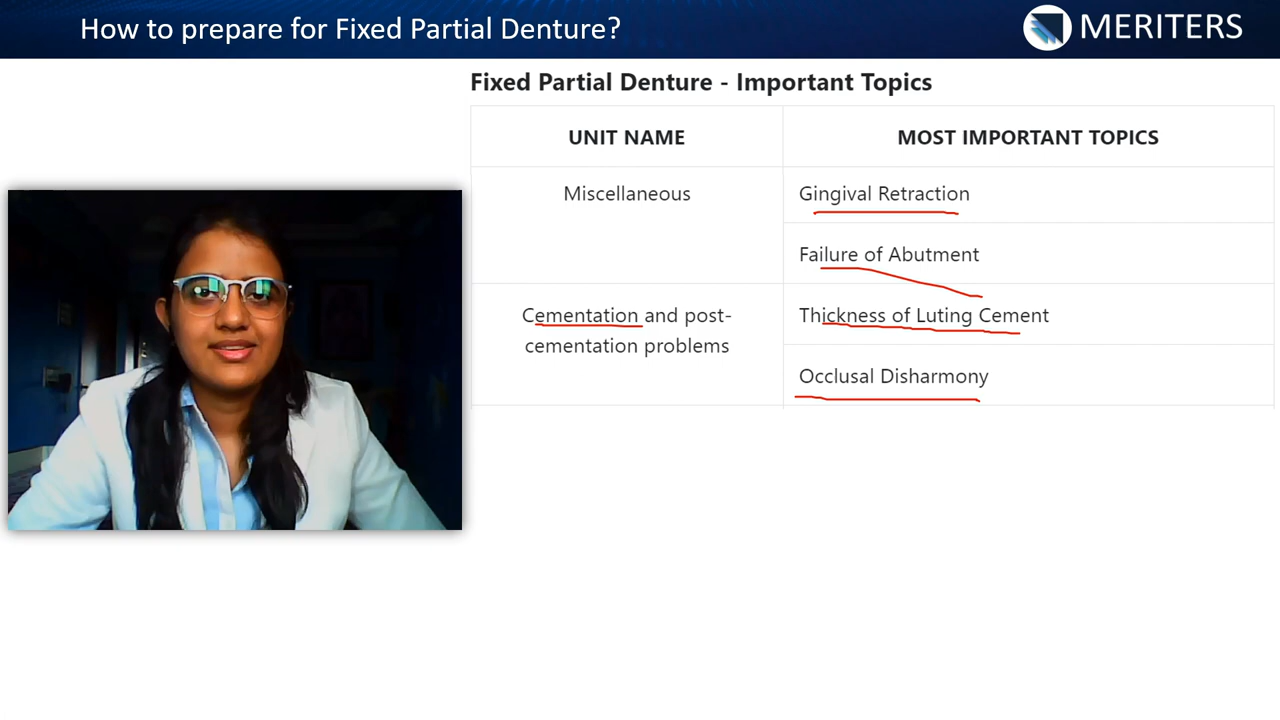 How to prepare for Fixed Partial Denture?
MERITERS
Fixed Partial Denture - Important Topics
UNIT NAME
MOST IMPORTANT TOPICS
Miscellaneous
Gingival Retraction
Failure of Abutment
Cementation and post-
cementation problems
Thickness of Luting Cement
Occlusal Disharmony